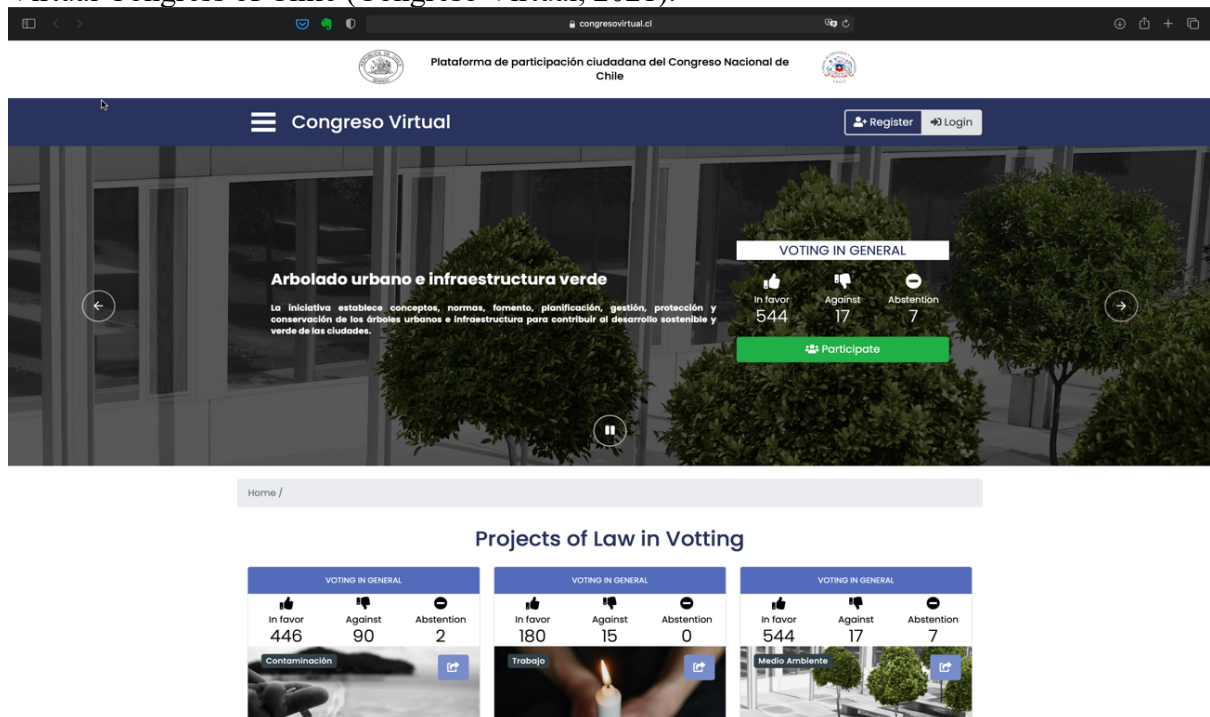 Virtual Congress of Chile (Congreso Virtual, 2021).
congresovirtual.cl
Plataforma de participación ciudadana del Congreso Nacional de
Chile
Congreso Virtual
Register Login
VOTING IN GENERAL
In favor Against Abstention
544 17 7
Participate
Arbolado urbano e infraestructura verde
La iniciativa establece conceptos, normas, fomento, planificación, gestión, protección y
conservación de los árboles urbanos e infraestructura para contribuir al desarrollo sostenible y
verde de las ciudades.
Home /
Projects of Law in Votting
VOTING IN GENERAL
In favor Against Abstention
446 90 2
Contaminación
VOTING IN GENERAL
In favor Against Abstention
180 15 0
Trabajo
VOTING IN GENERAL
In favor Against Abstention
544 17 7
Medio Ambiente